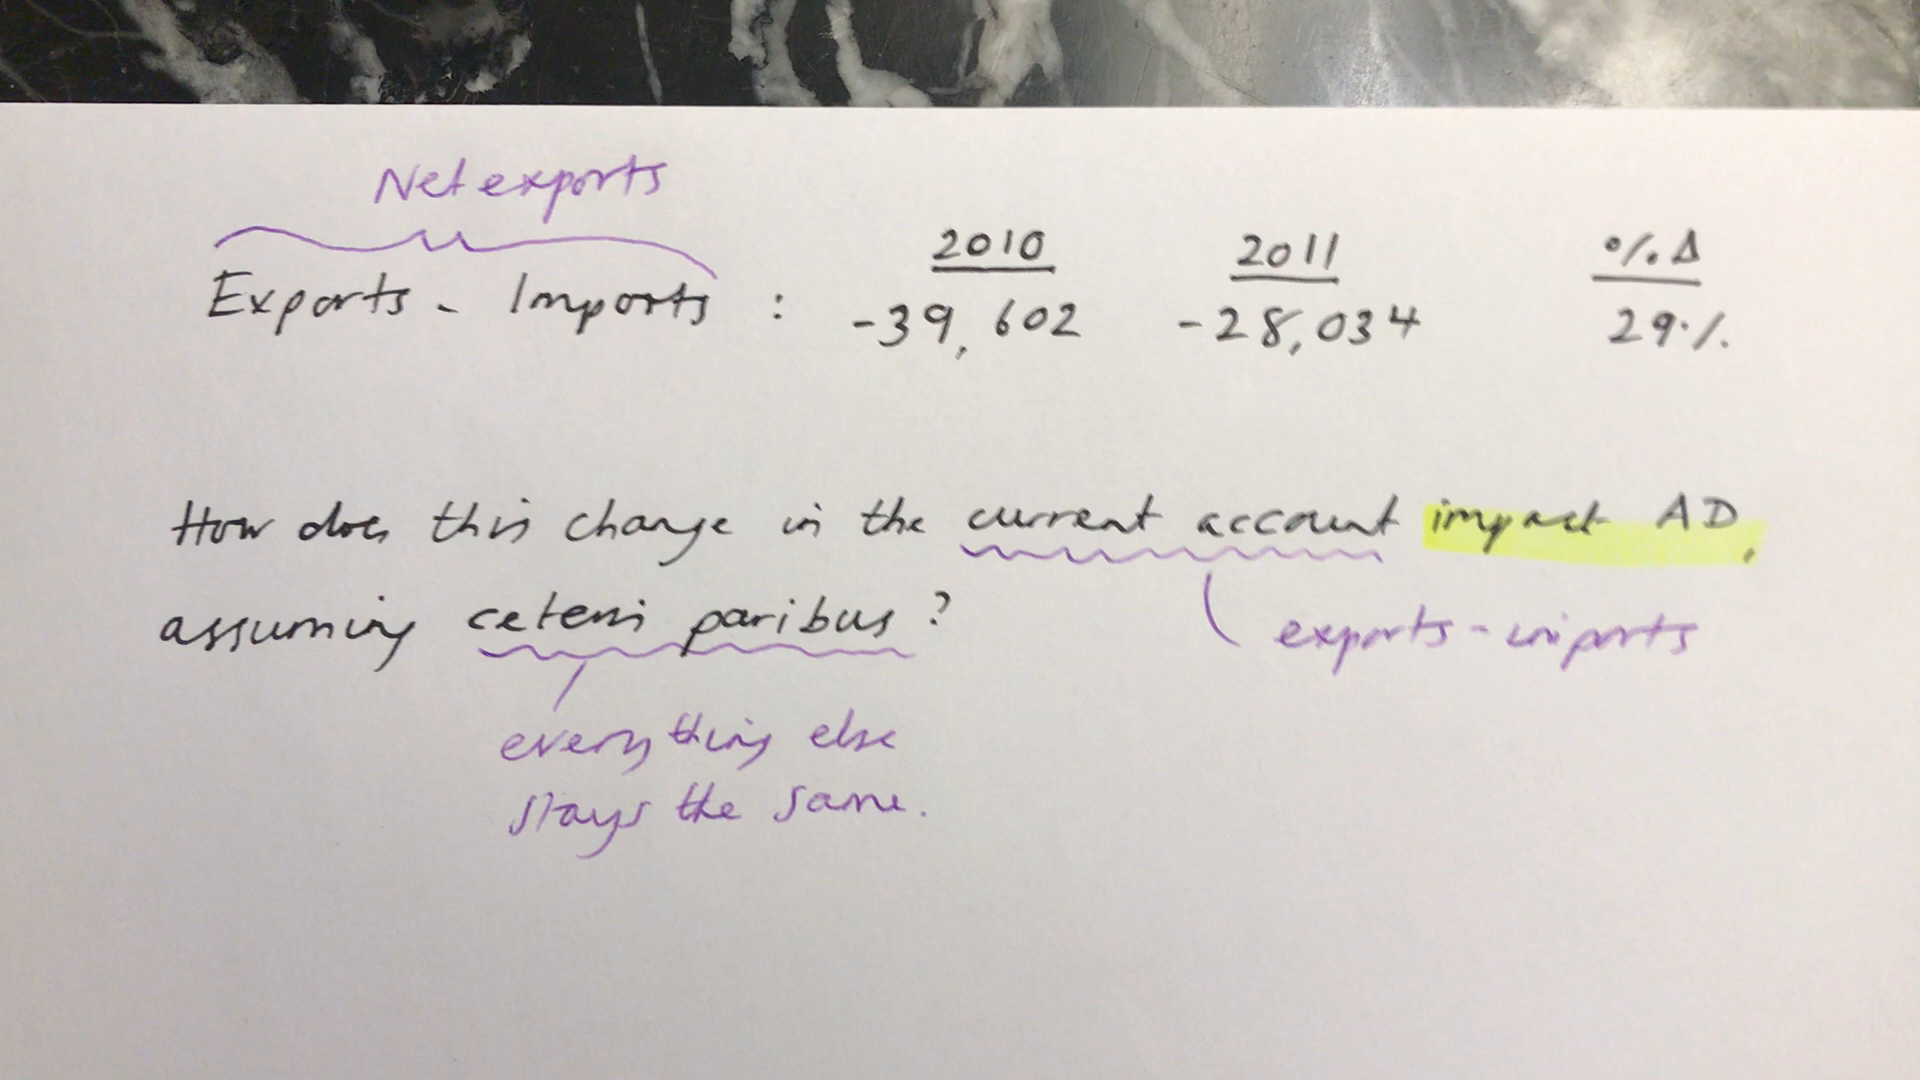 Net exports
2010 2011 %Δ
Exports - Imports : -39,602 -28,034 29%
How does this change in the current account impact AD,
assuming ceteris paribus?
exports - imports
everything else
stays the same.